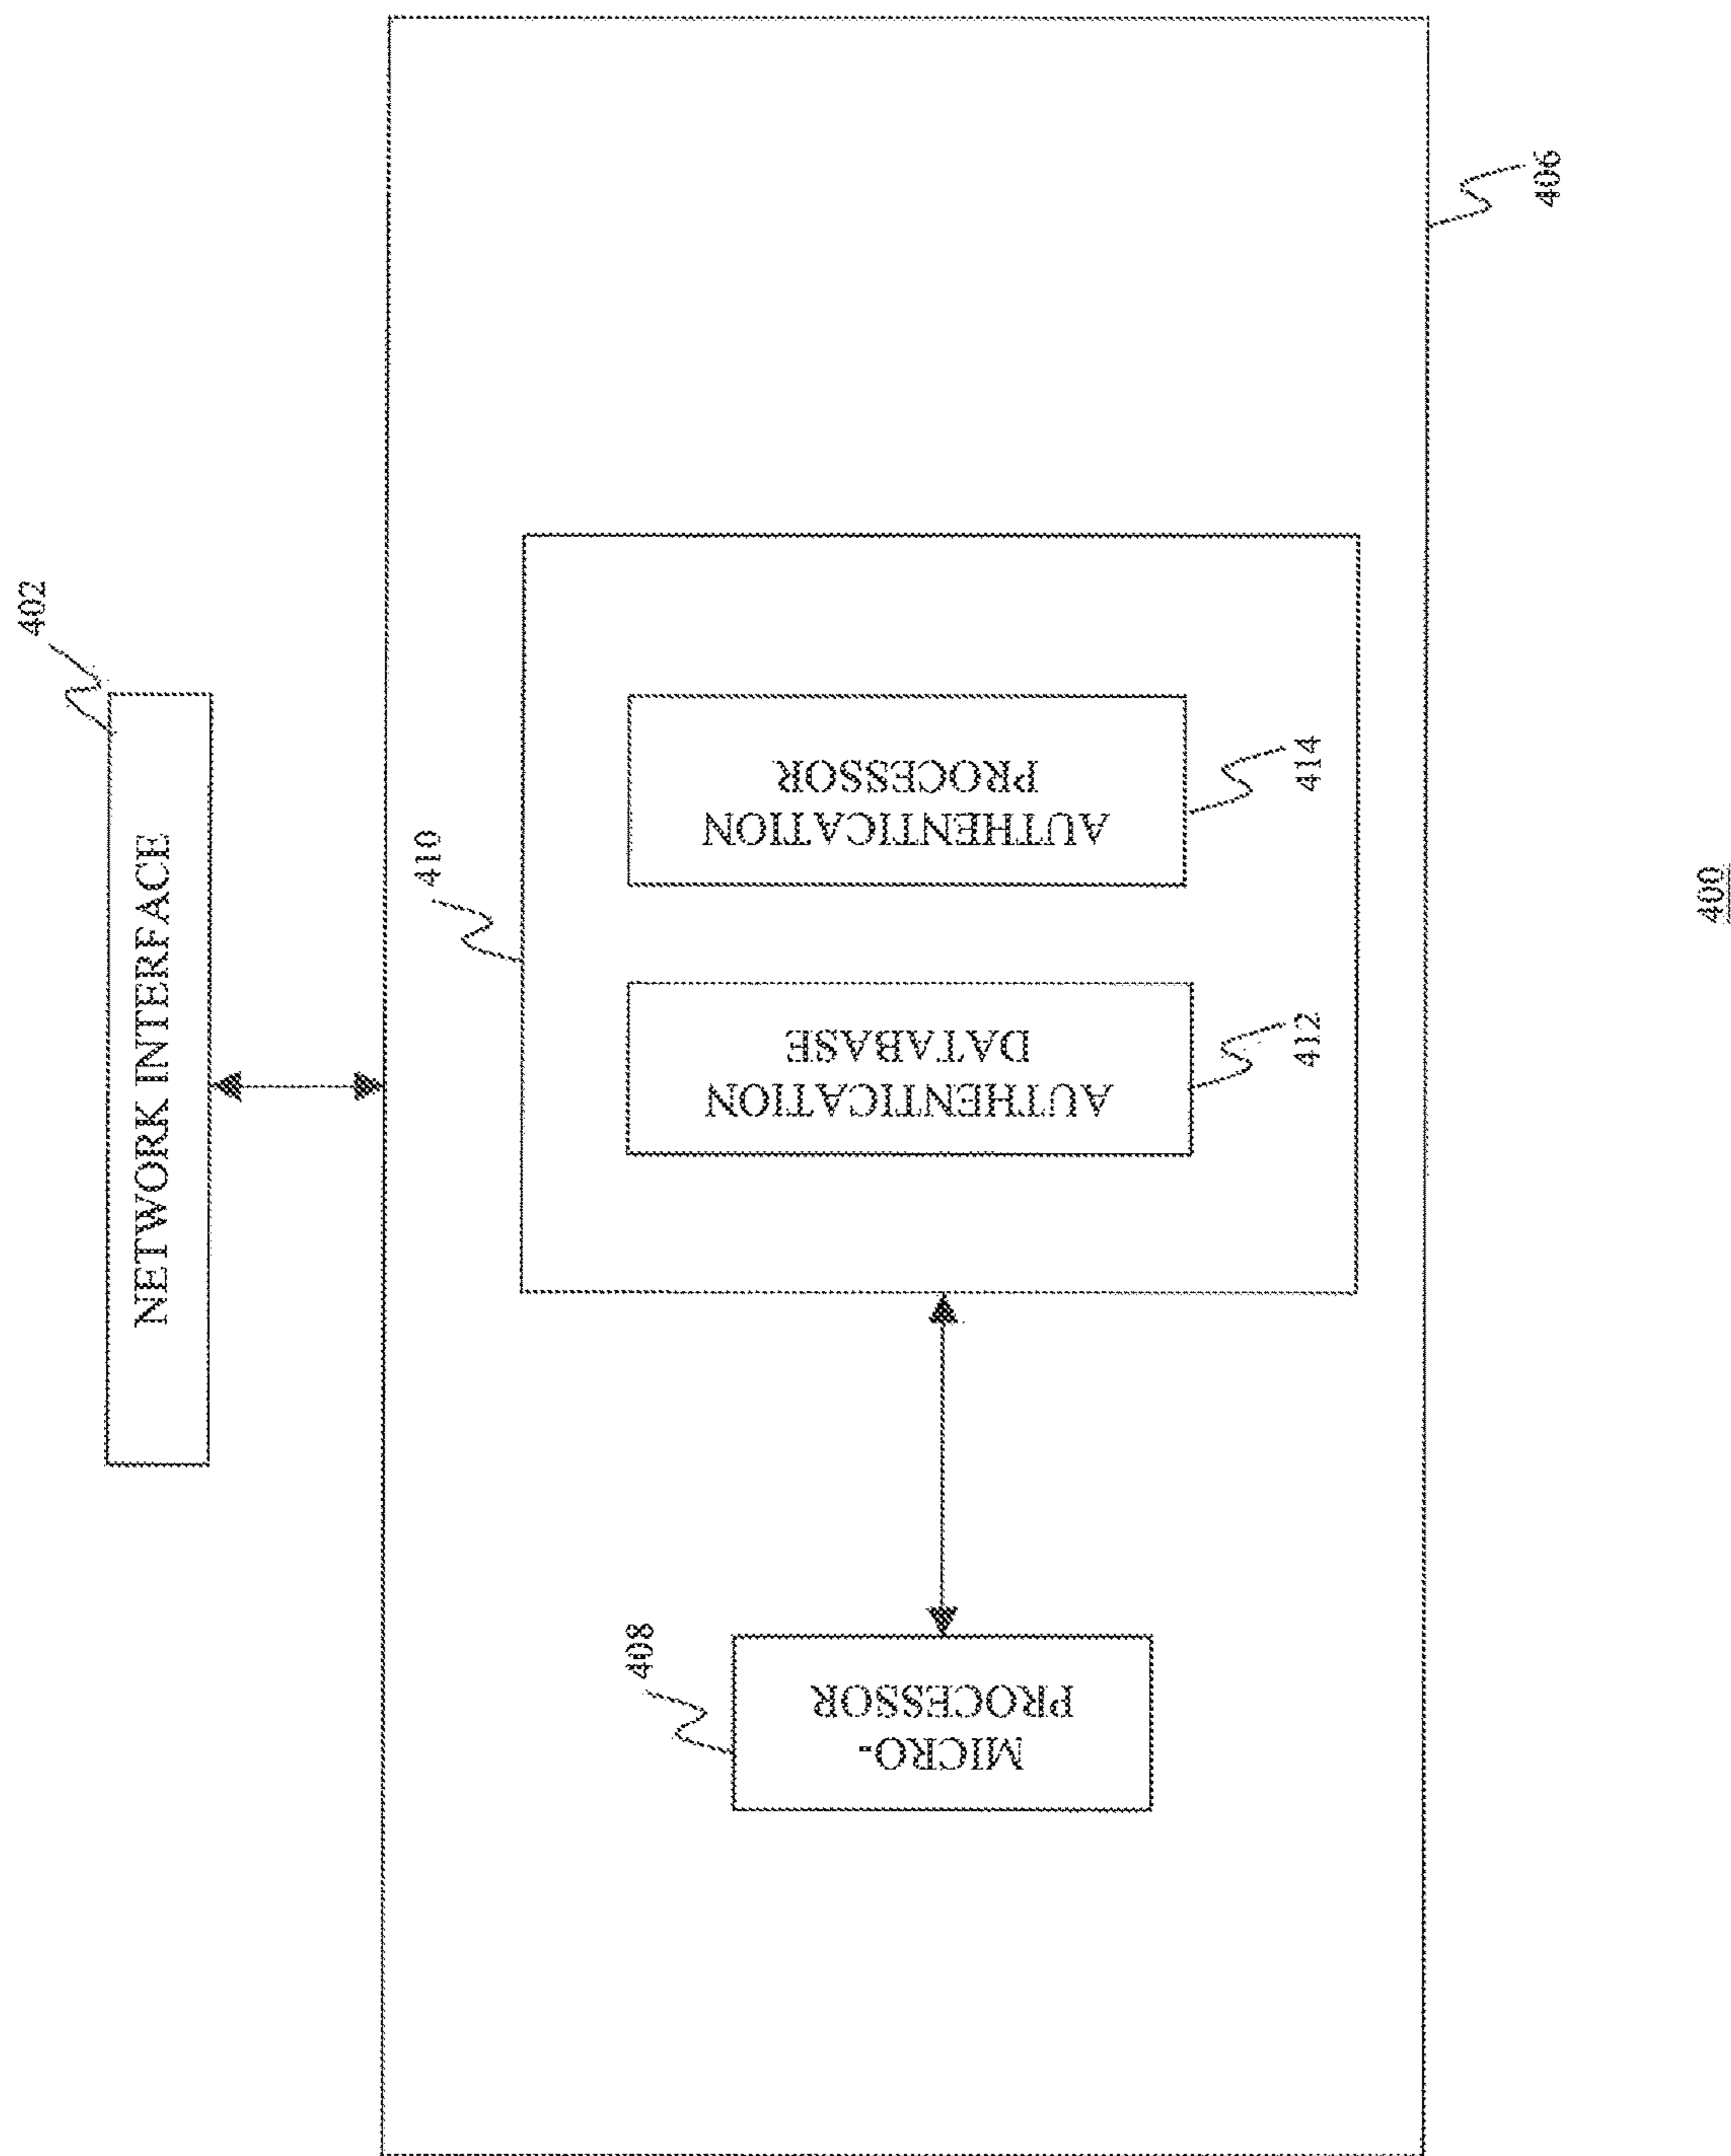 402
NETWORK INTERFACE
410
408
MICRO-
PROCESSOR
AUTHENTICATION
DATABASE
412
AUTHENTICATION
PROCESSOR
414
406
400